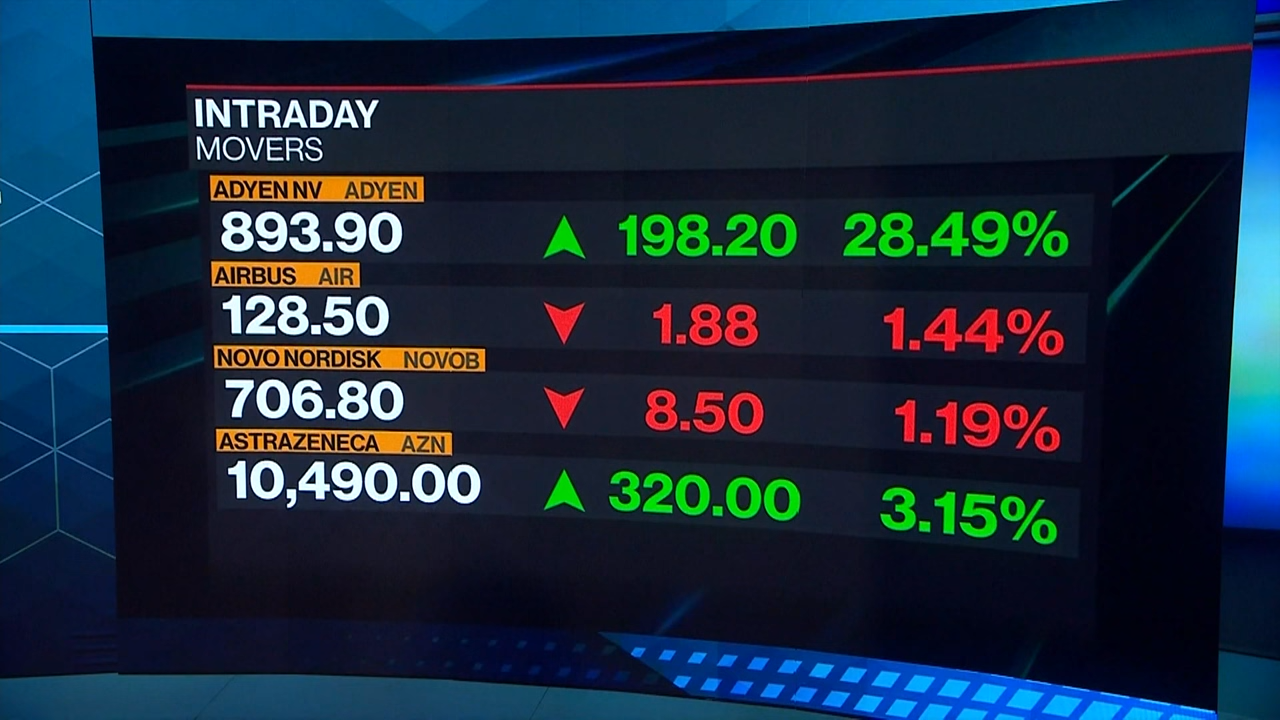 INTRADAY
MOVERS
ADYEN NV ADYEN
893.90 ▲ 198.20 28.49%
AIRBUS AIR
128.50 ▼ 1.88 1.44%
NOVO NORDISK NOVOB
706.80 ▼ 8.50 1.19%
ASTRAZENECA AZN
10,490.00 ▲ 320.00 3.15%